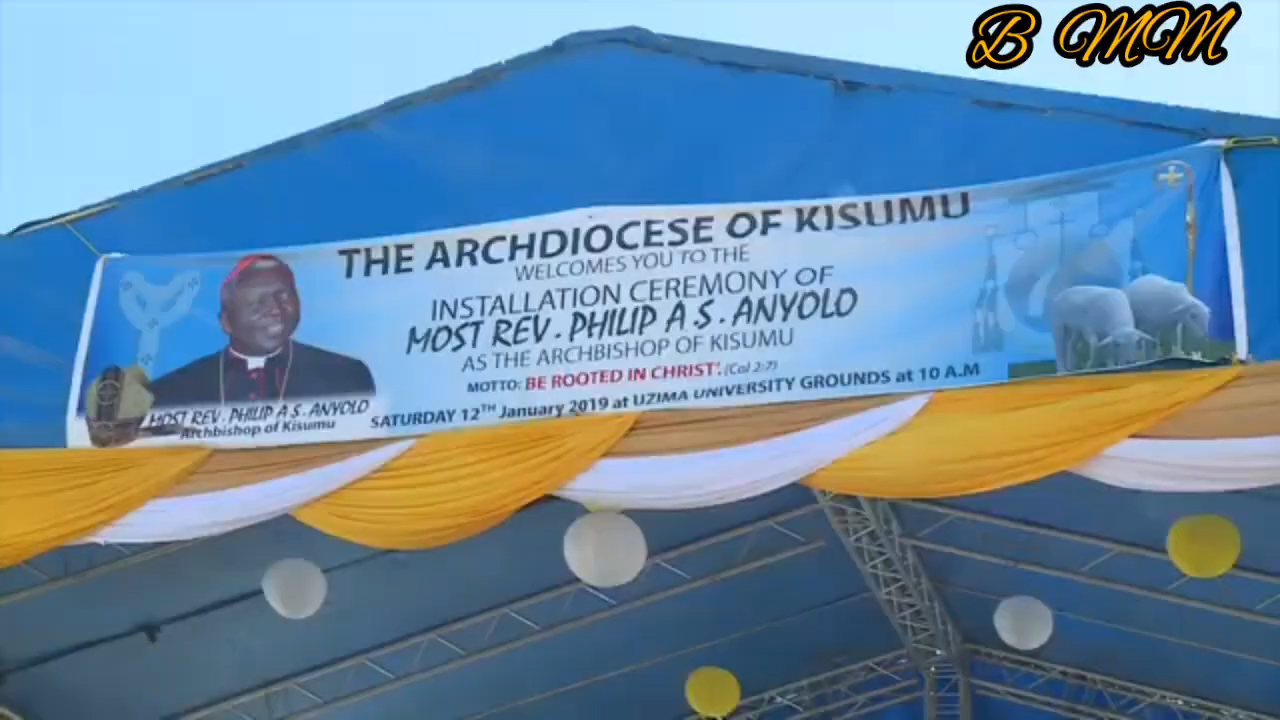 B MM
THE ARCHDIOCESE OF KISUMU
WELCOMES YOU TO THE
INSTALLATION CEREMONY OF
MOST REV. PHILIP A.S. ANYOLO
AS THE ARCHBISHOP OF KISUMU
MOTTO: BE ROOTED IN CHRIST'. (Col 2:7)
SATURDAY 12TH January 2019 at UZIMA UNIVERSITY GROUNDS at 10 A.M
MOST REV. PHILIP A S. ANYOLO
Archbishop of Kisumu